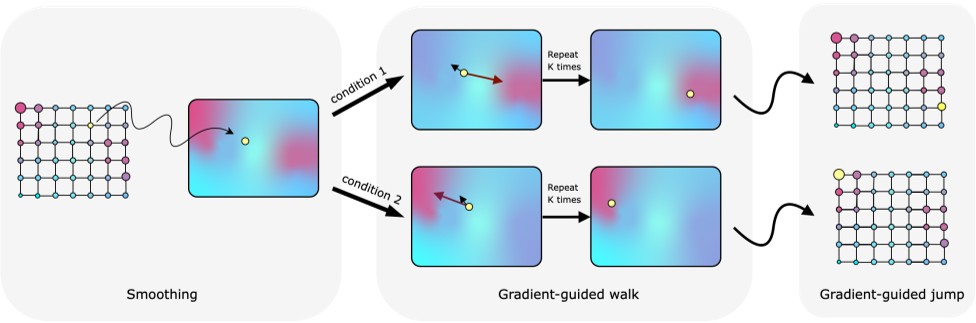 condition 1
Repeat
K times
condition 2
Repeat
K times
Smoothing
Gradient-guided walk
Gradient-guided jump